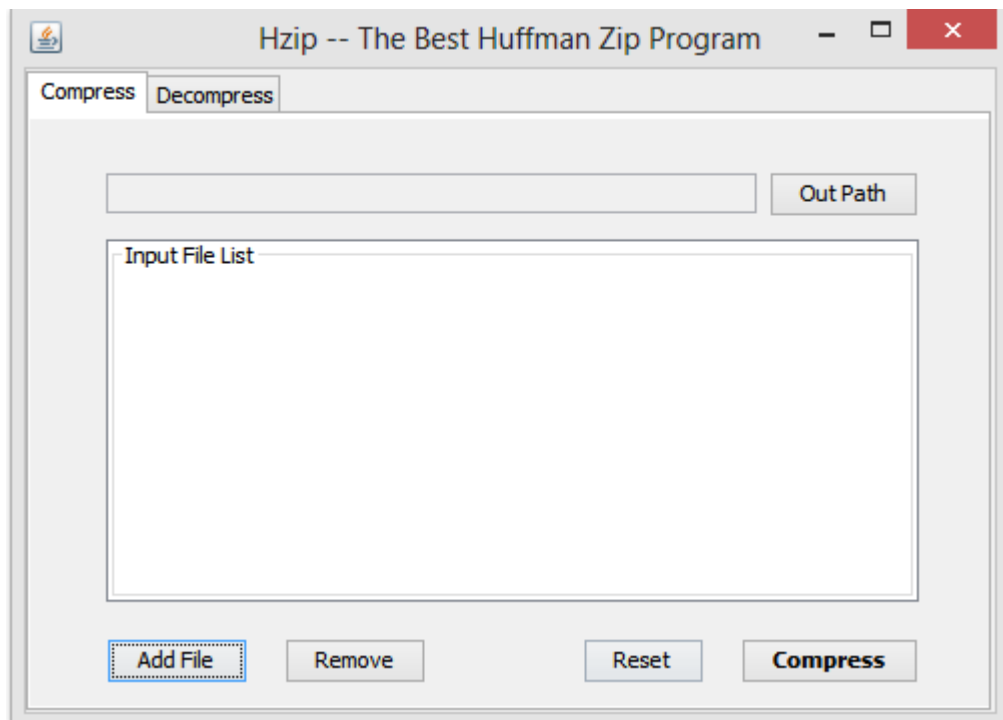 Hzip -- The Best Huffman Zip Program
Compress Decompress
Out Path
Input File List
Add File Remove Reset Compress